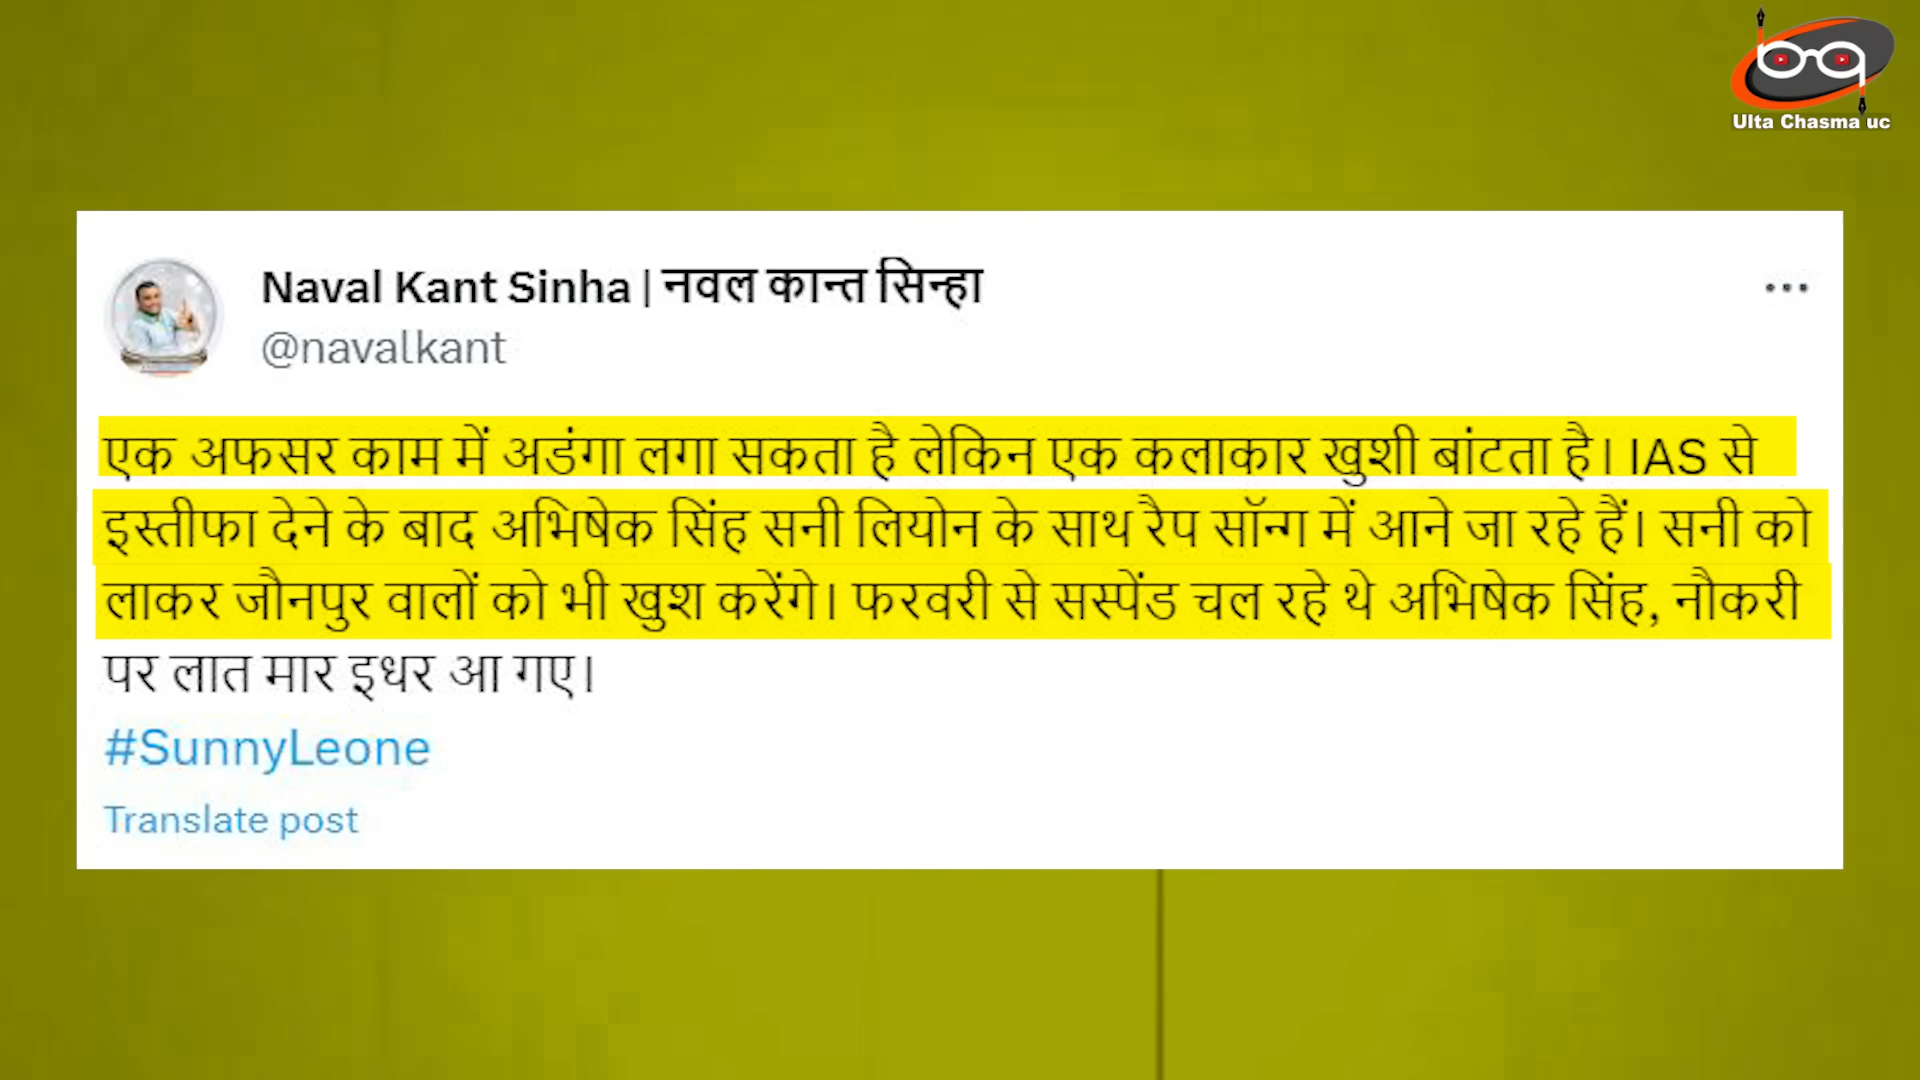 Ulta Chasma uc
Naval Kant Sinha | नवल कान्त सिन्हा
@navalkant
एक अफसर काम में अडंगा लगा सकता है लेकिन एक कलाकार खुशी बांटता है। IAS से
इस्तीफा देने के बाद अभिषेक सिंह सनी लियोन के साथ रैप सॉन्ग में आने जा रहे हैं। सनी को
लाकर जौनपुर वालों को भी खुश करेंगे। फरवरी से सस्पेंड चल रहे थे अभिषेक सिंह, नौकरी
पर लात मार इधर आ गए।
#SunnyLeone
Translate post